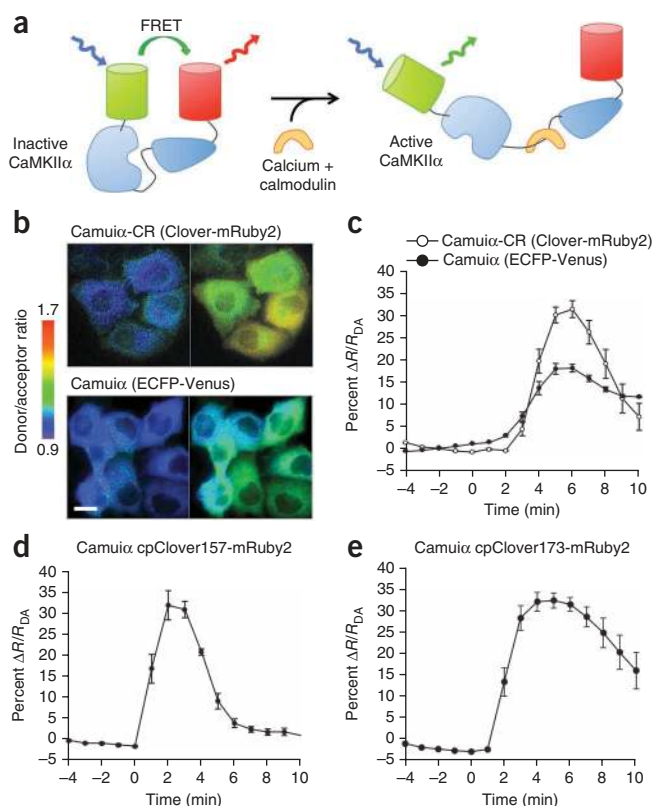 a
FRET
Inactive
CaMKIIα
Calcium +
calmodulin
Active
CaMKIIα
b
Camuiα-CR (Clover-mRuby2)
Camuiα (ECFP-Venus)
Donor/acceptor ratio
1.7
0.9
c
Camuiα-CR (Clover-mRuby2)
Camuiα (ECFP-Venus)
Percent ΔR/R_DA
40
35
30
25
20
15
10
5
0
−5
−4 −2 0 2 4 6 8 10
Time (min)
d
Camuiα cpClover157-mRuby2
Percent ΔR/R_DA
40
35
30
25
20
15
10
5
0
−5
−4 −2 0 2 4 6 8 10
Time (min)
e
Camuiα cpClover173-mRuby2
Percent ΔR/R_DA
40
35
30
25
20
15
10
5
0
−5
−4 −2 0 2 4 6 8 10
Time (min)